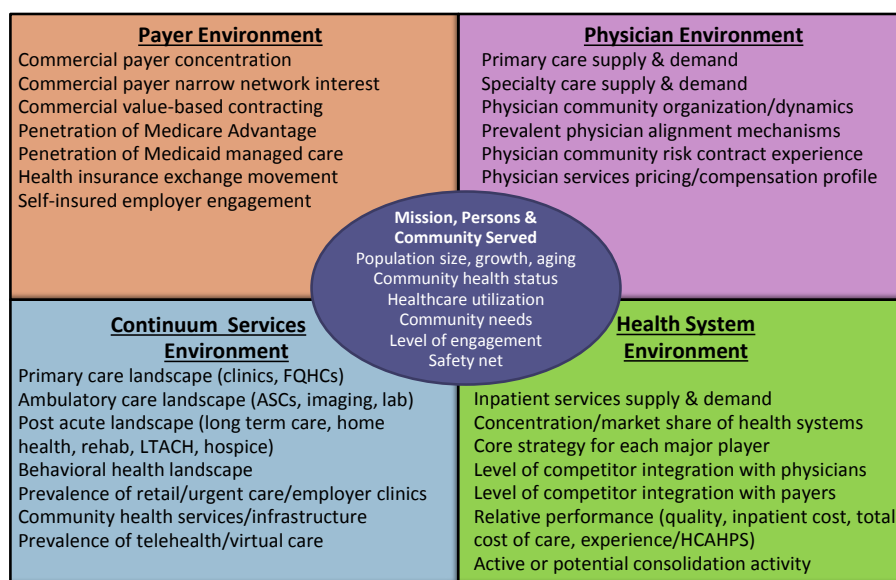 Payer Environment
Commercial payer concentration
Commercial payer narrow network interest
Commercial value-based contracting
Penetration of Medicare Advantage
Penetration of Medicaid managed care
Health insurance exchange movement
Self-insured employer engagement
Physician Environment
Primary care supply & demand
Specialty care supply & demand
Physician community organization/dynamics
Prevalent physician alignment mechanisms
Physician community risk contract experience
Physician services pricing/compensation profile
Mission, Persons &
Community Served
Population size, growth, aging
Community health status
Healthcare utilization
Community needs
Level of engagement
Safety net
Continuum Services
Environment
Primary care landscape (clinics, FQHCs)
Ambulatory care landscape (ASCs, imaging, lab)
Post acute landscape (long term care, home
health, rehab, LTACH, hospice)
Behavioral health landscape
Prevalence of retail/urgent care/employer clinics
Community health services/infrastructure
Prevalence of telehealth/virtual care
Health System
Environment
Inpatient services supply & demand
Concentration/market share of health systems
Core strategy for each major player
Level of competitor integration with physicians
Level of competitor integration with payers
Relative performance (quality, inpatient cost, total
cost of care, experience/HCAHPS)
Active or potential consolidation activity